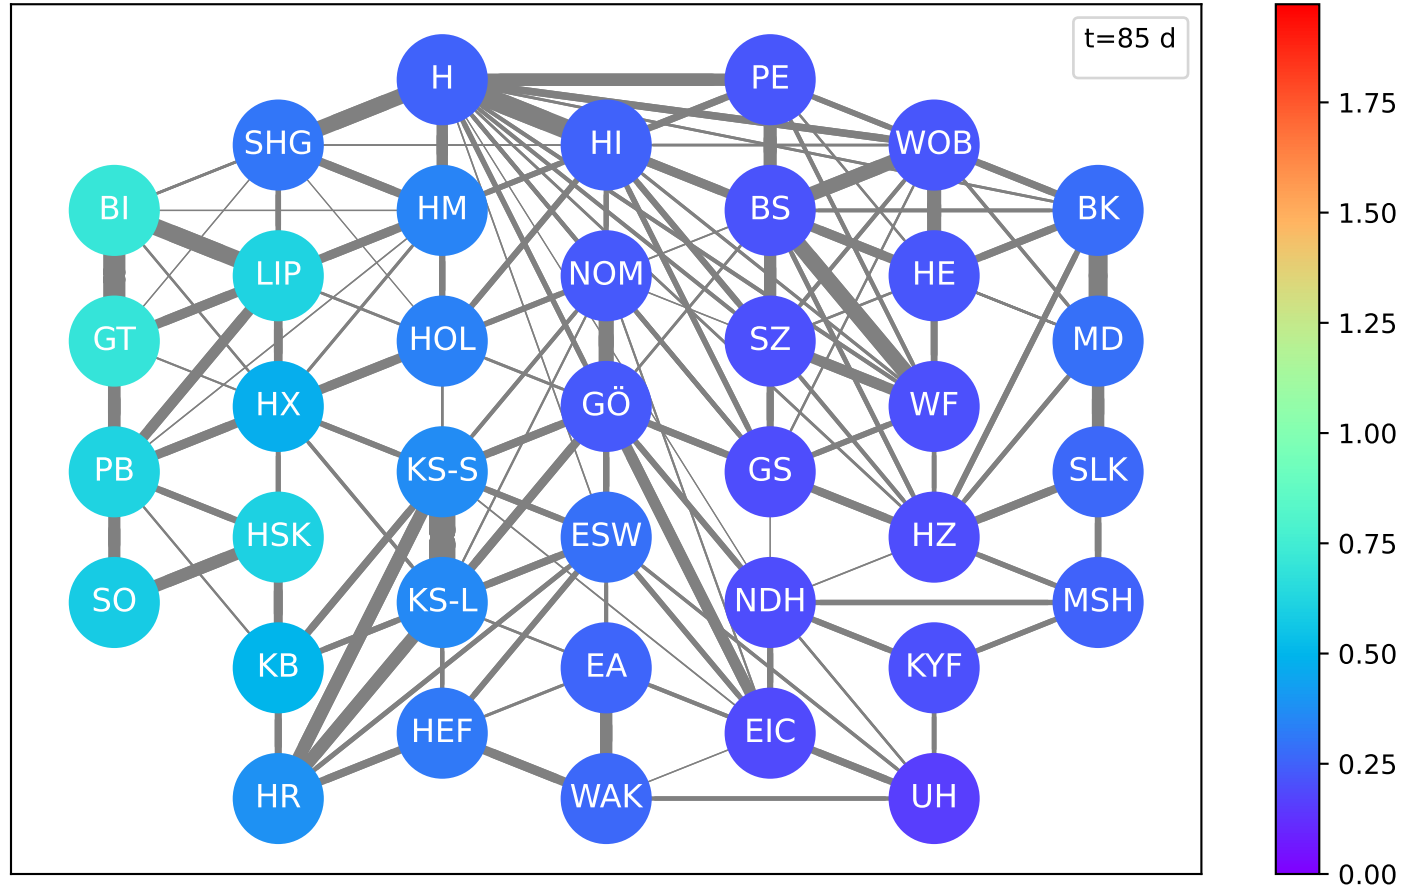 t=85 d
H
PE
SHG
HI
WOB
BI
HM
BS
BK
LIP
NOM
HE
GT
HOL
SZ
MD
HX
GÖ
WF
PB
KS-S
GS
SLK
HSK
ESW
HZ
SO
KS-L
NDH
MSH
KB
EA
KYF
HEF
EIC
HR
WAK
UH
1.75
1.50
1.25
1.00
0.75
0.50
0.25
0.00